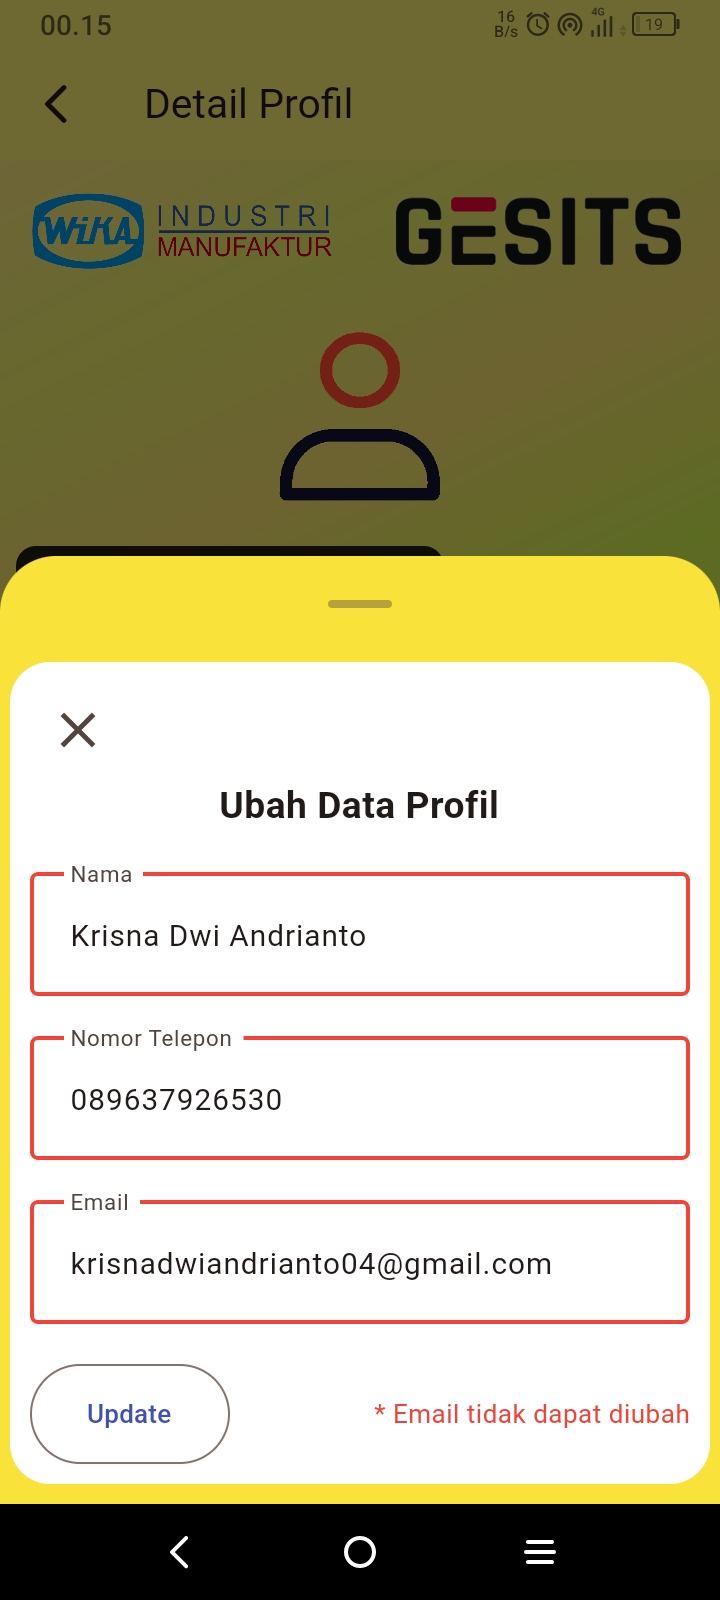 00.15
16 B/s
4G
19
Detail Profil
WIKA INDUSTRI MANUFAKTUR
GESITS
Ubah Data Profil
Nama
Krisna Dwi Andrianto
Nomor Telepon
089637926530
Email
krisnadwiandrianto04@gmail.com
Update
* Email tidak dapat diubah